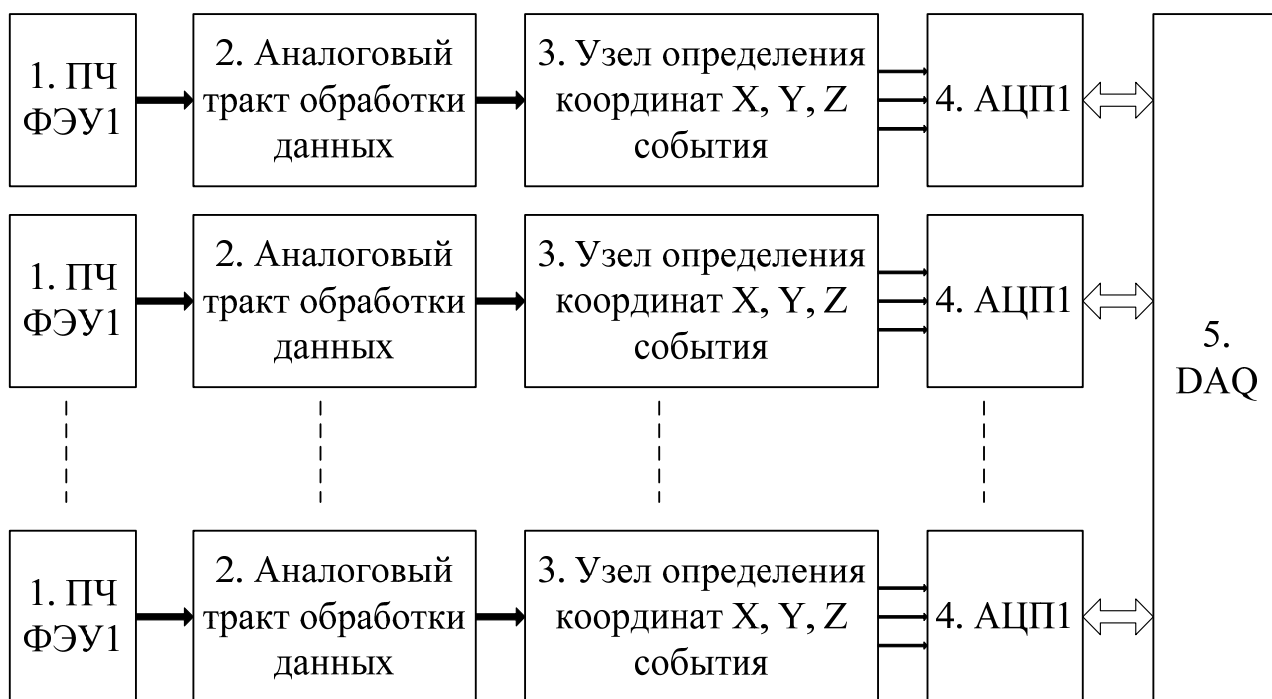 1. ПЧ
ФЭУ1
2. Аналоговый
тракт обработки
данных
3. Узел определения
координат X, Y, Z
события
4. АЦП1
1. ПЧ
ФЭУ1
2. Аналоговый
тракт обработки
данных
3. Узел определения
координат X, Y, Z
события
4. АЦП1
5.
DAQ
1. ПЧ
ФЭУ1
2. Аналоговый
тракт обработки
данных
3. Узел определения
координат X, Y, Z
события
4. АЦП1